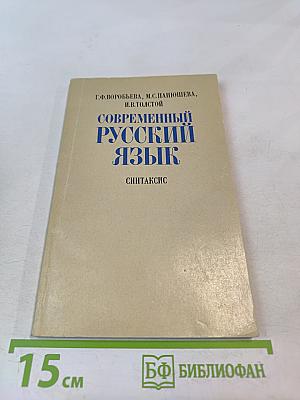 Г.Ф.ВОРОБЬЕВА, М.С.ПАНЮШЕВА,
И.В.ТОЛСТОЙ
СОВРЕМЕННЫЙ
РУССКИЙ
ЯЗЫК
СИНТАКСИС
15 см
БФ БИБЛИОФАН